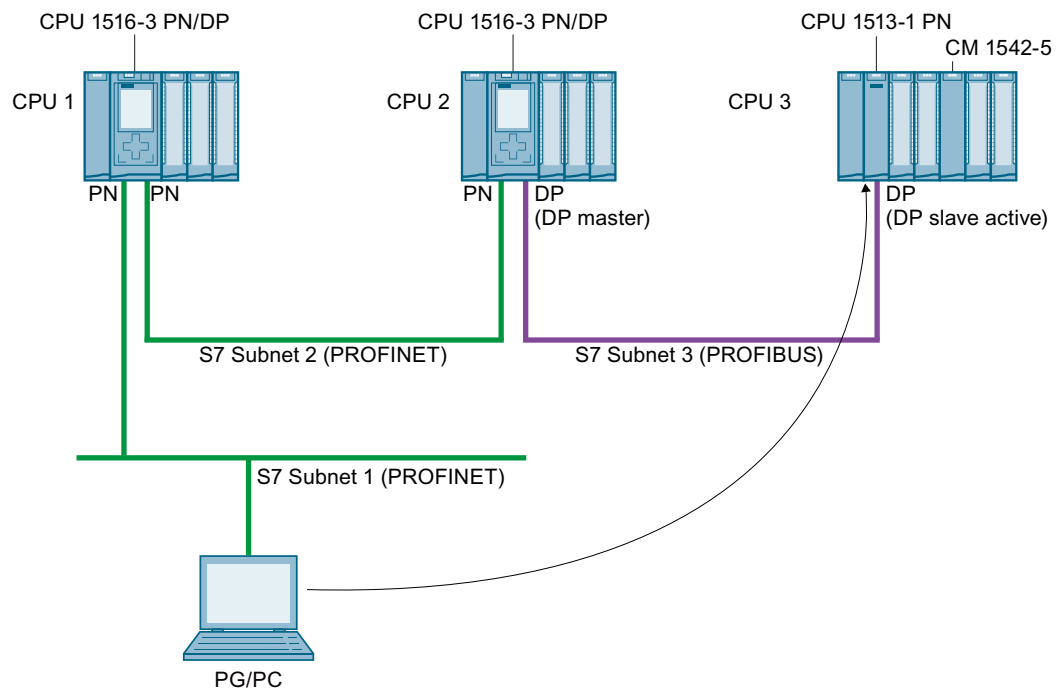 CPU 1516-3 PN/DP
CPU 1516-3 PN/DP
CPU 1513-1 PN
CM 1542-5
CPU 1
CPU 2
CPU 3
PN
PN
PN
DP
(DP master)
DP
(DP slave active)
S7 Subnet 2 (PROFINET)
S7 Subnet 3 (PROFIBUS)
S7 Subnet 1 (PROFINET)
PG/PC